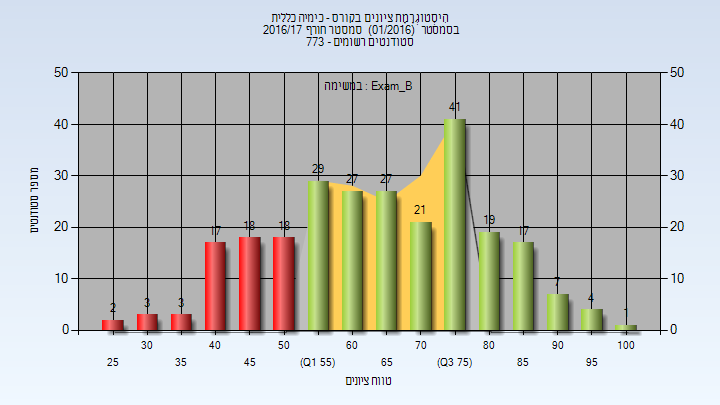 הִיסְטוֹגְרַמַת ציונים בקורס - כימיה כללית
בסמסטר (01/2016) סמסטר חורף 2016/17
סטודנטים רשומים - 773
במשימה : Exam_B
מספר סטודנטים
50 40 30 20 10 0
50 40 30 20 10 0
2 3 3 17 18 18 29 27 27 21 41 19 17 7 4 1
30 40 50 60 70 80 90 100
25 35 45 (Q1 55) 65 (Q3 75) 85 95
טווח ציונים